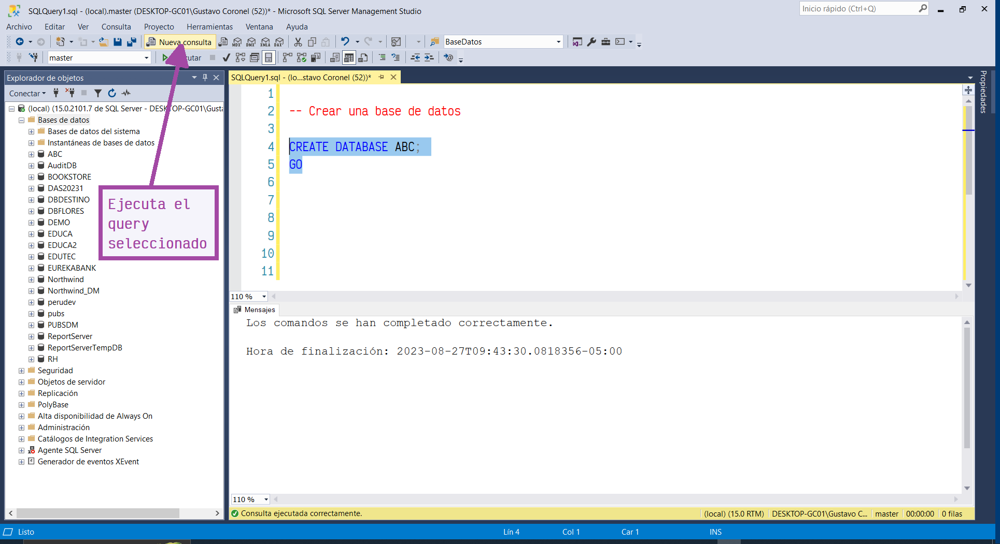 SQLQuery1.sql - (local).master (DESKTOP-GC01\Gustavo Coronel (52))* - Microsoft SQL Server Management Studio
Inicio rápido (Ctrl+Q)
Archivo Editar Ver Consulta Proyecto Herramientas Ventana Ayuda
Nueva consulta MDX DMX XMLA DAX BaseDatos
master utar
Explorador de objetos
Conectar
(local) (15.0.2101.7 de SQL Server - DESKTOP-GC01\Gusta
Bases de datos
Bases de datos del sistema
Instantáneas de bases de datos
ABC
AuditDB
BOOKSTORE
DAS20231
DBDESTINO
DBFLORES
DEMO
EDUCA
EDUCA2
EDUTEC
EUREKABANK
Northwind
Northwind_DM
perudev
pubs
PUBSDM
ReportServer
ReportServerTempDB
RH
Seguridad
Objetos de servidor
Replicación
PolyBase
Alta disponibilidad de Always On
Administración
Catálogos de Integration Services
Agente SQL Server
Generador de eventos XEvent
Ejecuta el
query
seleccionado
SQLQuery1.sql - (lo...stavo Coronel (52))*
1
2 -- Crear una base de datos
3
4 CREATE DATABASE ABC;
5 GO
6
7
8
9
10
11
110 %
Mensajes
Los comandos se han completado correctamente.
Hora de finalización: 2023-08-27T09:43:30.0818356-05:00
110 %
Consulta ejecutada correctamente. (local) (15.0 RTM) DESKTOP-GC01\Gustavo C... master 00:00:00 0 filas
Propiedades
Listo Lín 4 Col 1 Car 1 INS